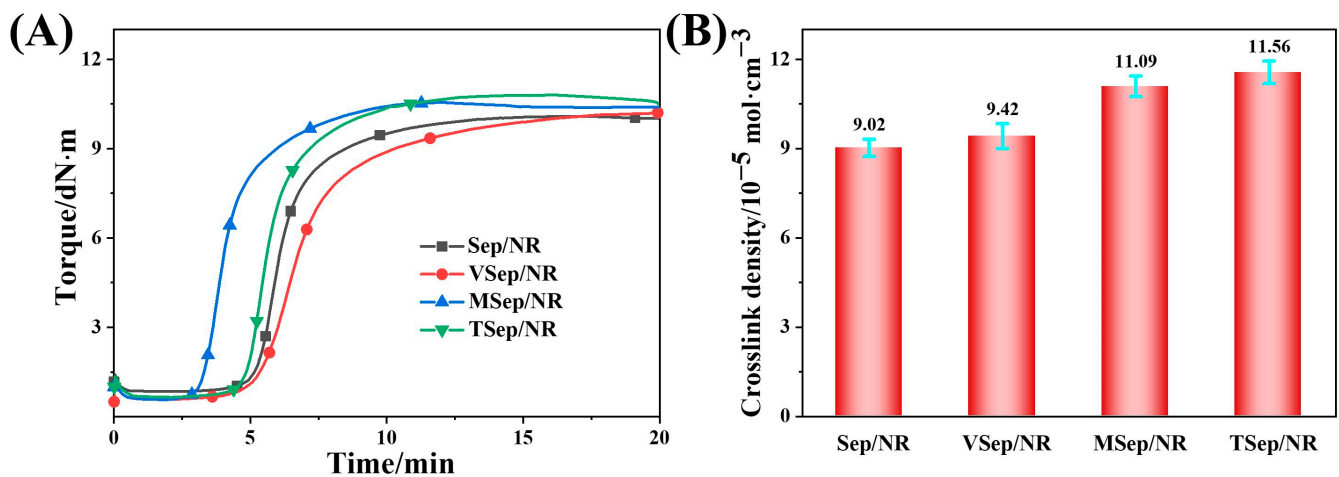 (A)
Torque/dN·m
12
9
6
3
0
5
10
15
20
Time/min
Sep/NR
VSep/NR
MSep/NR
TSep/NR
(B)
Crosslink density/10⁻⁵ mol·cm⁻³
12
9
6
3
0
9.02
9.42
11.09
11.56
Sep/NR
VSep/NR
MSep/NR
TSep/NR